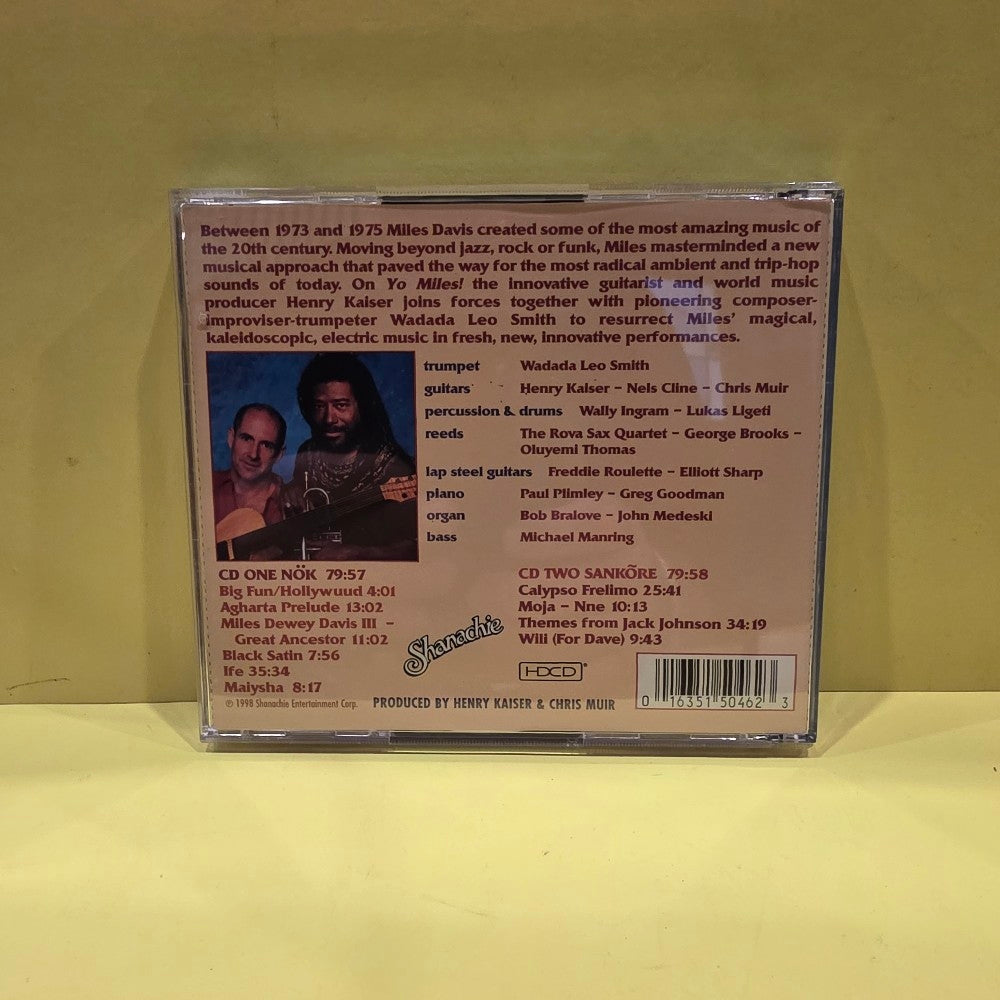 Between 1973 and 1975 Miles Davis created some of the most amazing music of
the 20th century. Moving beyond jazz, rock or funk, Miles masterminded a new
musical approach that paved the way for the most radical ambient and trip-hop
sounds of today. On Yo Miles! the innovative guitarist and world music
producer Henry Kaiser joins forces together with pioneering composer-
improviser-trumpeter Wadada Leo Smith to resurrect Miles' magical,
kaleidoscopic, electric music in fresh, new, innovative performances.
trumpet Wadada Leo Smith
guitars Henry Kaiser – Nels Cline – Chris Muir
percussion & drums Wally Ingram – Lukas Ligeti
reeds The Rova Sax Quartet – George Brooks –
Oluyemi Thomas
lap steel guitars Freddie Roulette – Elliott Sharp
piano Paul Plimley – Greg Goodman
organ Bob Bralove – John Medeski
bass Michael Manring
CD ONE NÖK 79:57
Big Fun/Hollywuud 4:01
Agharta Prelude 13:02
Miles Dewey Davis III –
Great Ancestor 11:02
Black Satin 7:56
Ife 35:34
Maiysha 8:17
CD TWO SANKÕRE 79:58
Calypso Frelimo 25:41
Moja – Nne 10:13
Themes from Jack Johnson 34:19
Wili (For Dave) 9:43
Shanachie
HDCD®
0 16351 50462 3
℗ 1998 Shanachie Entertainment Corp.
PRODUCED BY HENRY KAISER & CHRIS MUIR